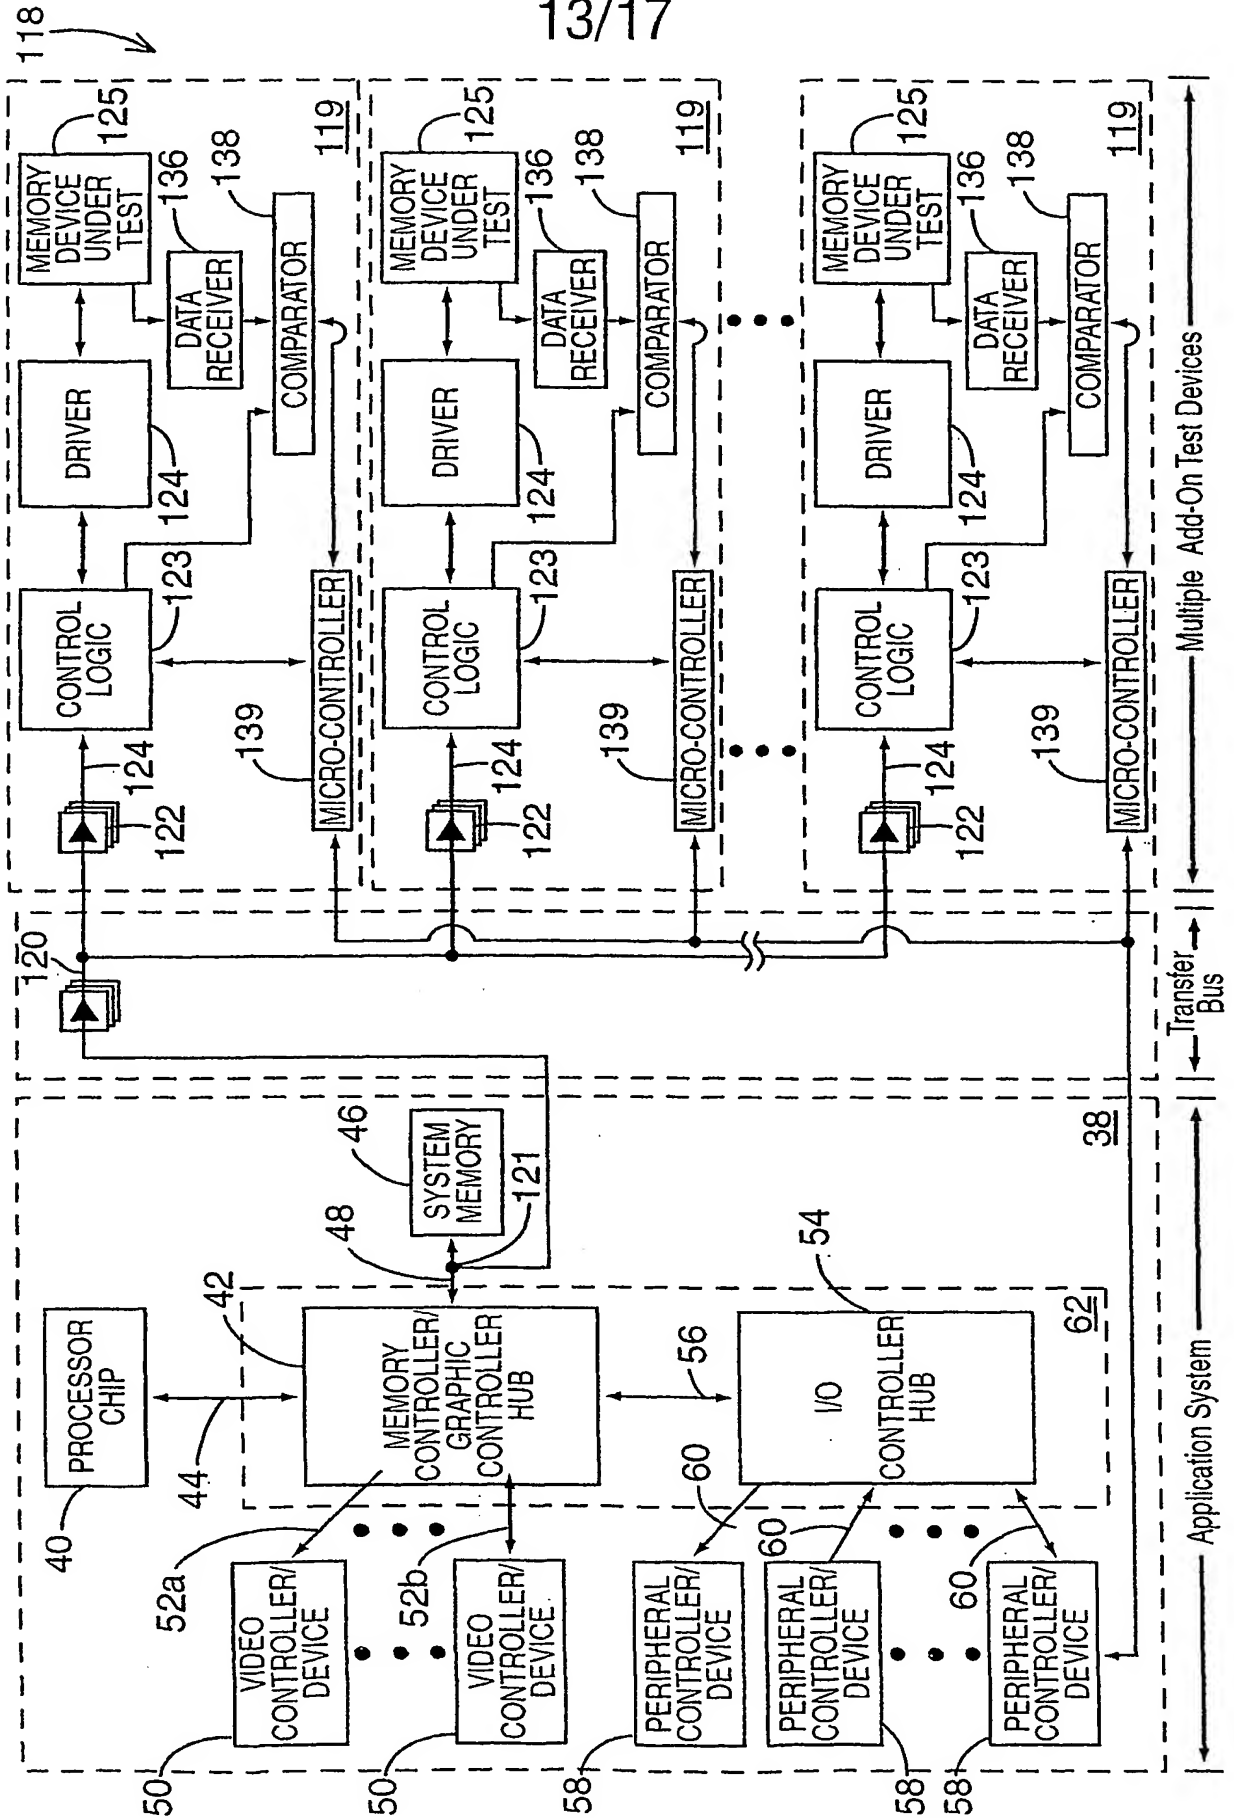 13/17
118
MEMORY
DEVICE
UNDER
TEST
125
DRIVER
124
136
DATA
RECEIVER
138
COMPARATOR
119
CONTROL
LOGIC
123
124
122
139
MICRO-CONTROLLER
MEMORY
DEVICE
UNDER
TEST
125
DRIVER
124
136
DATA
RECEIVER
138
COMPARATOR
119
CONTROL
LOGIC
123
124
122
139
MICRO-CONTROLLER
MEMORY
DEVICE
UNDER
TEST
125
DRIVER
124
136
DATA
RECEIVER
138
COMPARATOR
119
CONTROL
LOGIC
123
124
122
139
MICRO-CONTROLLER
Multiple Add-On Test Devices
120
Transfer
Bus
46
SYSTEM
MEMORY
121
48
38
PROCESSOR
CHIP
40
44
42
MEMORY
CONTROLLER/
GRAPHIC
CONTROLLER
HUB
56
54
I/O
CONTROLLER
HUB
62
52a
52b
60
60
60
VIDEO
CONTROLLER/
DEVICE
50
VIDEO
CONTROLLER/
DEVICE
50
PERIPHERAL
CONTROLLER/
DEVICE
58
PERIPHERAL
CONTROLLER/
DEVICE
58
PERIPHERAL
CONTROLLER/
DEVICE
58
Application System